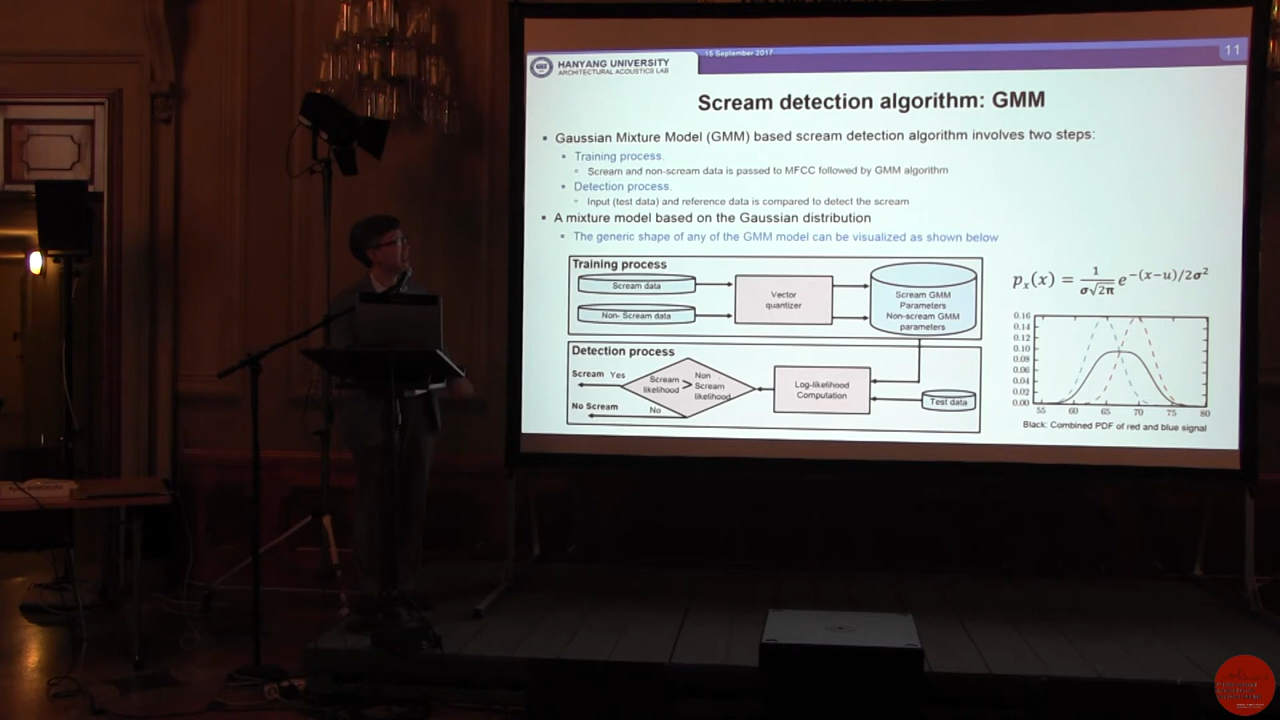 15 September 2017
11
HANYANG UNIVERSITY
ARCHITECTURAL ACOUSTICS LAB
Scream detection algorithm: GMM
• Gaussian Mixture Model (GMM) based scream detection algorithm involves two steps:
• Training process.
Scream and non-scream data is passed to MFCC followed by GMM algorithm
• Detection process.
Input (test data) and reference data is compared to detect the scream
• A mixture model based on the Gaussian distribution
• The generic shape of any of the GMM model can be visualized as shown below
Training process
Scream data
Non- Scream data
Vector
quantizer
Scream GMM
Parameters
Non-scream GMM
parameters
Detection process
Scream Yes
No Scream
No
Scream
likelihood
>
Non
Scream
likelihood
Log-likelihood
Computation
Test data
pₓ(x) = 1/(σ√2π) e^−(x−u)/2σ²
0.16
0.14
0.12
0.10
0.08
0.06
0.04
0.02
0.00
55 60 65 70 75 80
Black: Combined PDF of red and blue signal